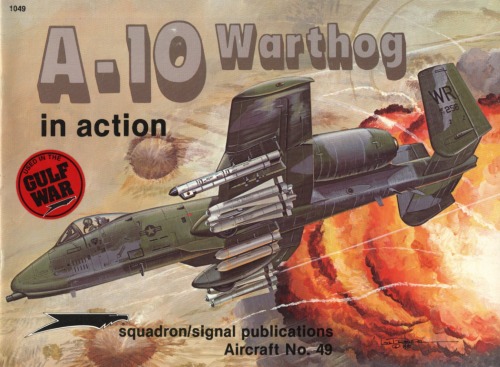 1049
A-10 Warthog
in action
USED IN THE
GULF
WAR
WR
squadron/signal publications
Aircraft No. 49